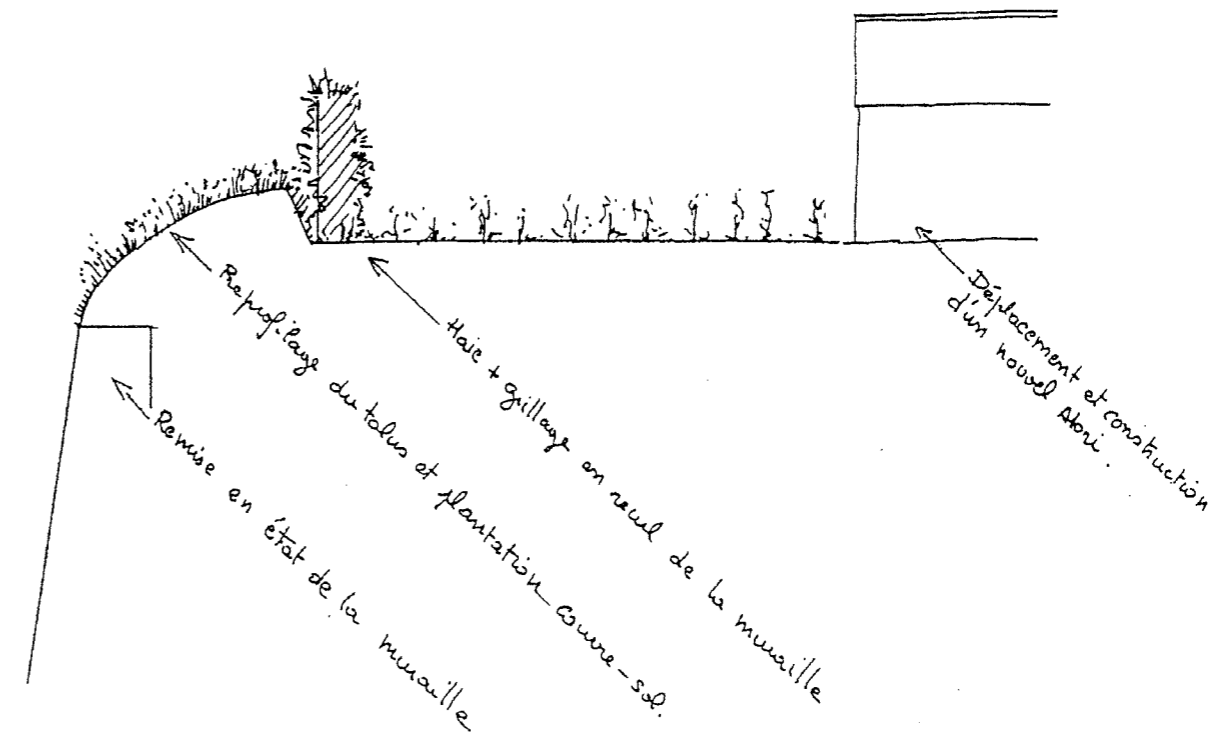 Remise en état de la muraille
Reprofilage du talus et plantation couvre-sol.
Haie + grillage en recul de la muraille
Déplacement et construction
d'un nouvel Abri.